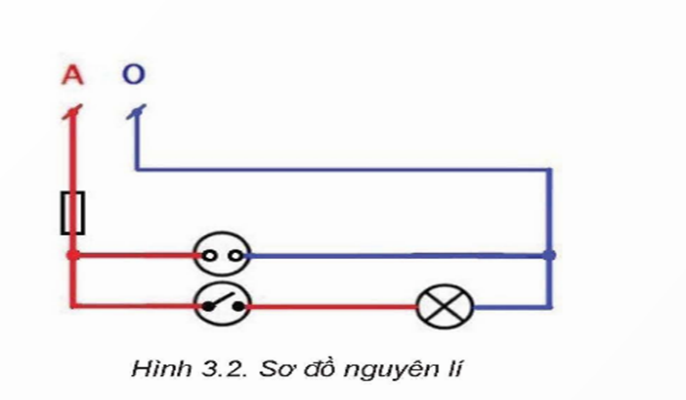 A O
Hình 3.2. Sơ đồ nguyên lí